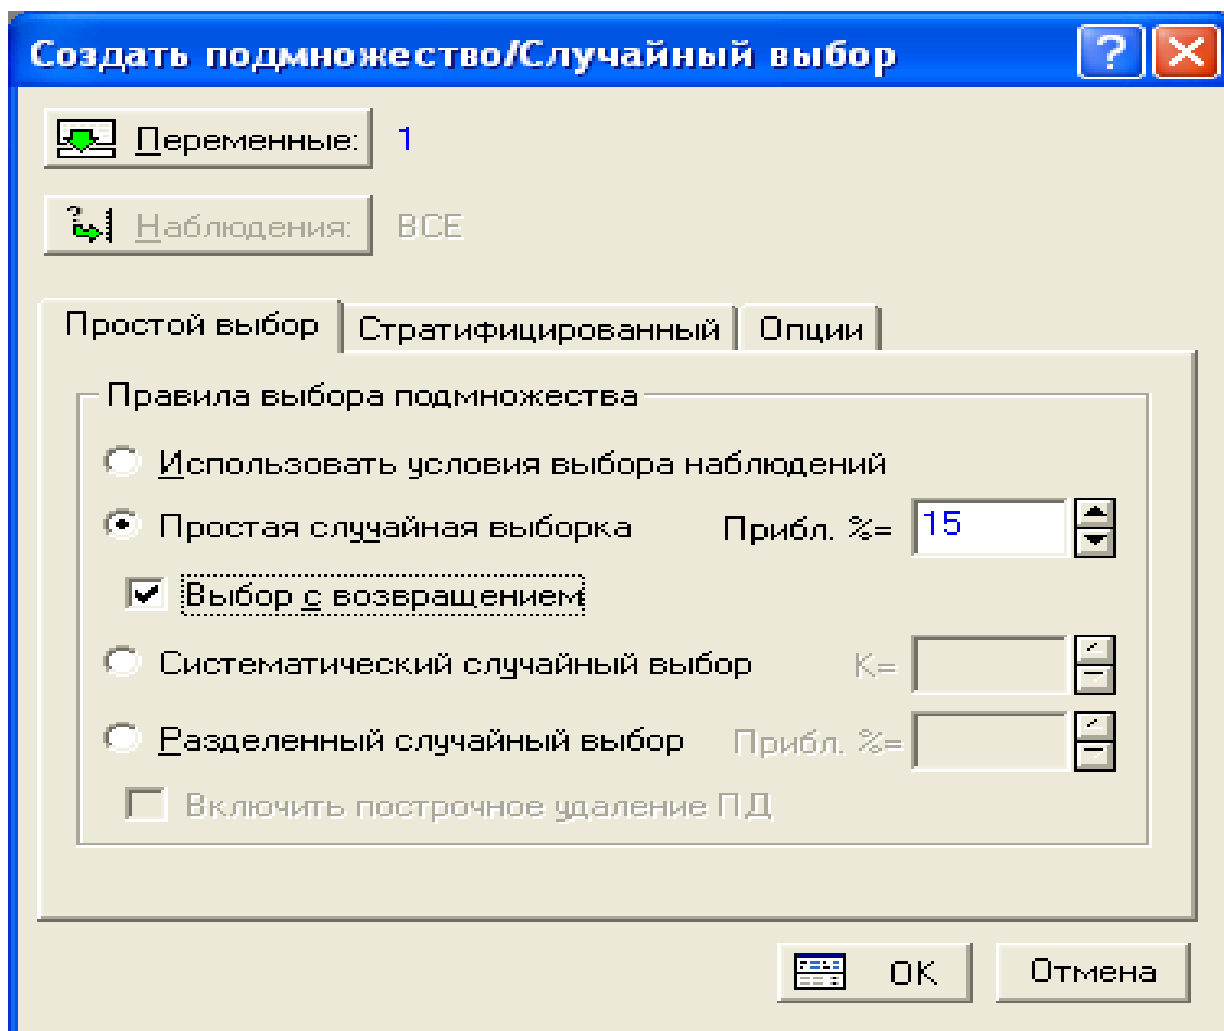 Создать подмножество/Случайный выбор
Переменные: 1
Наблюдения: ВСЕ
Простой выбор Стратифицированный Опции
Правила выбора подмножества
Использовать условия выбора наблюдений
Простая случайная выборка Прибл. %= 15
Выбор с возвращением
Систематический случайный выбор K=
Разделенный случайный выбор Прибл. %=
Включить построчное удаление ПД
OK Отмена